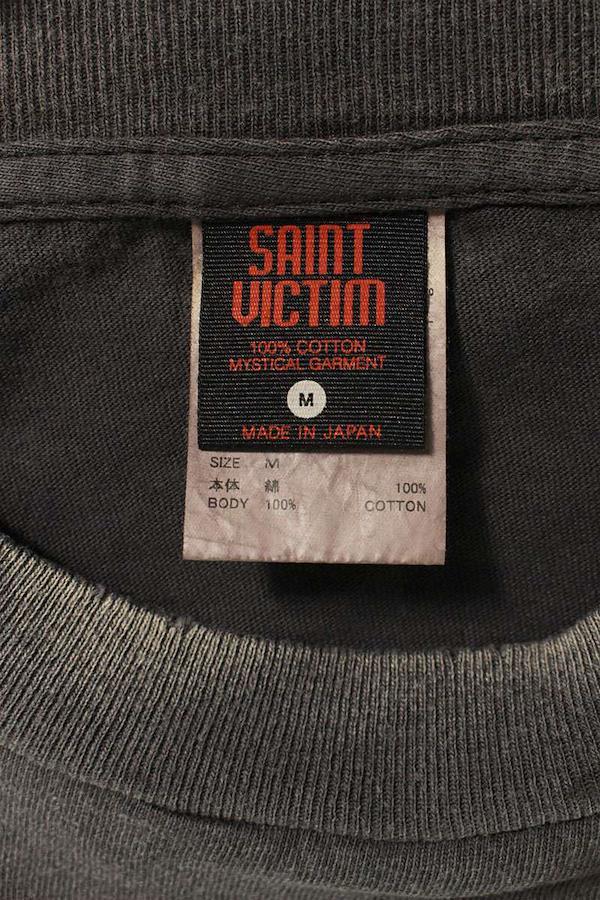 SAINT
VICTIM
100% COTTON
MYSTICAL GARMENT
M
MADE IN JAPAN
SIZE M
本体 綿 100%
BODY 100% COTTON